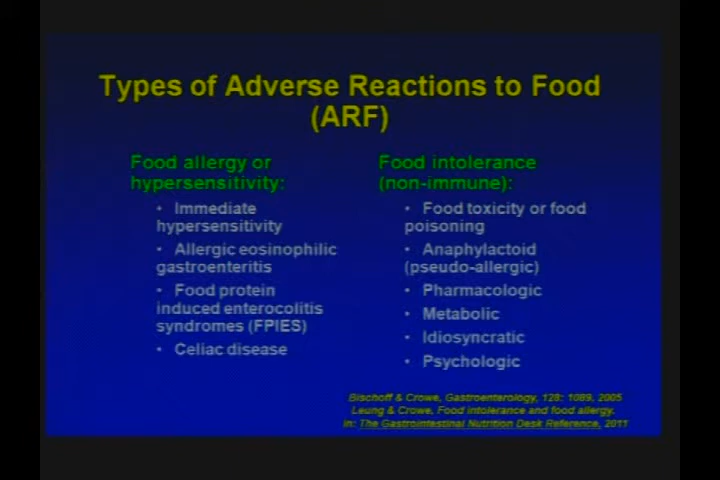 Types of Adverse Reactions to Food
(ARF)
Food allergy or
hypersensitivity:
• Immediate
hypersensitivity
• Allergic eosinophilic
gastroenteritis
• Food protein
induced enterocolitis
syndromes (FPIES)
• Celiac disease
Food intolerance
(non-immune):
• Food toxicity or food
poisoning
• Anaphylactoid
(pseudo-allergic)
• Pharmacologic
• Metabolic
• Idiosyncratic
• Psychologic
Bischoff & Crowe, Gastroenterology, 128: 1089, 2005
Leung & Crowe, Food intolerance and food allergy.
In: The Gastrointestinal Nutrition Desk Reference, 2011